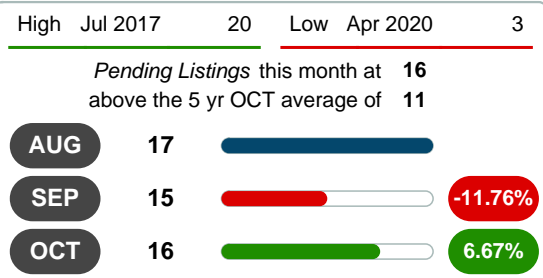 High Jul 2017 20 Low Apr 2020 3
Pending Listings this month at 16
above the 5 yr OCT average of 11
AUG 17
SEP 15 -11.76%
OCT 16 6.67%